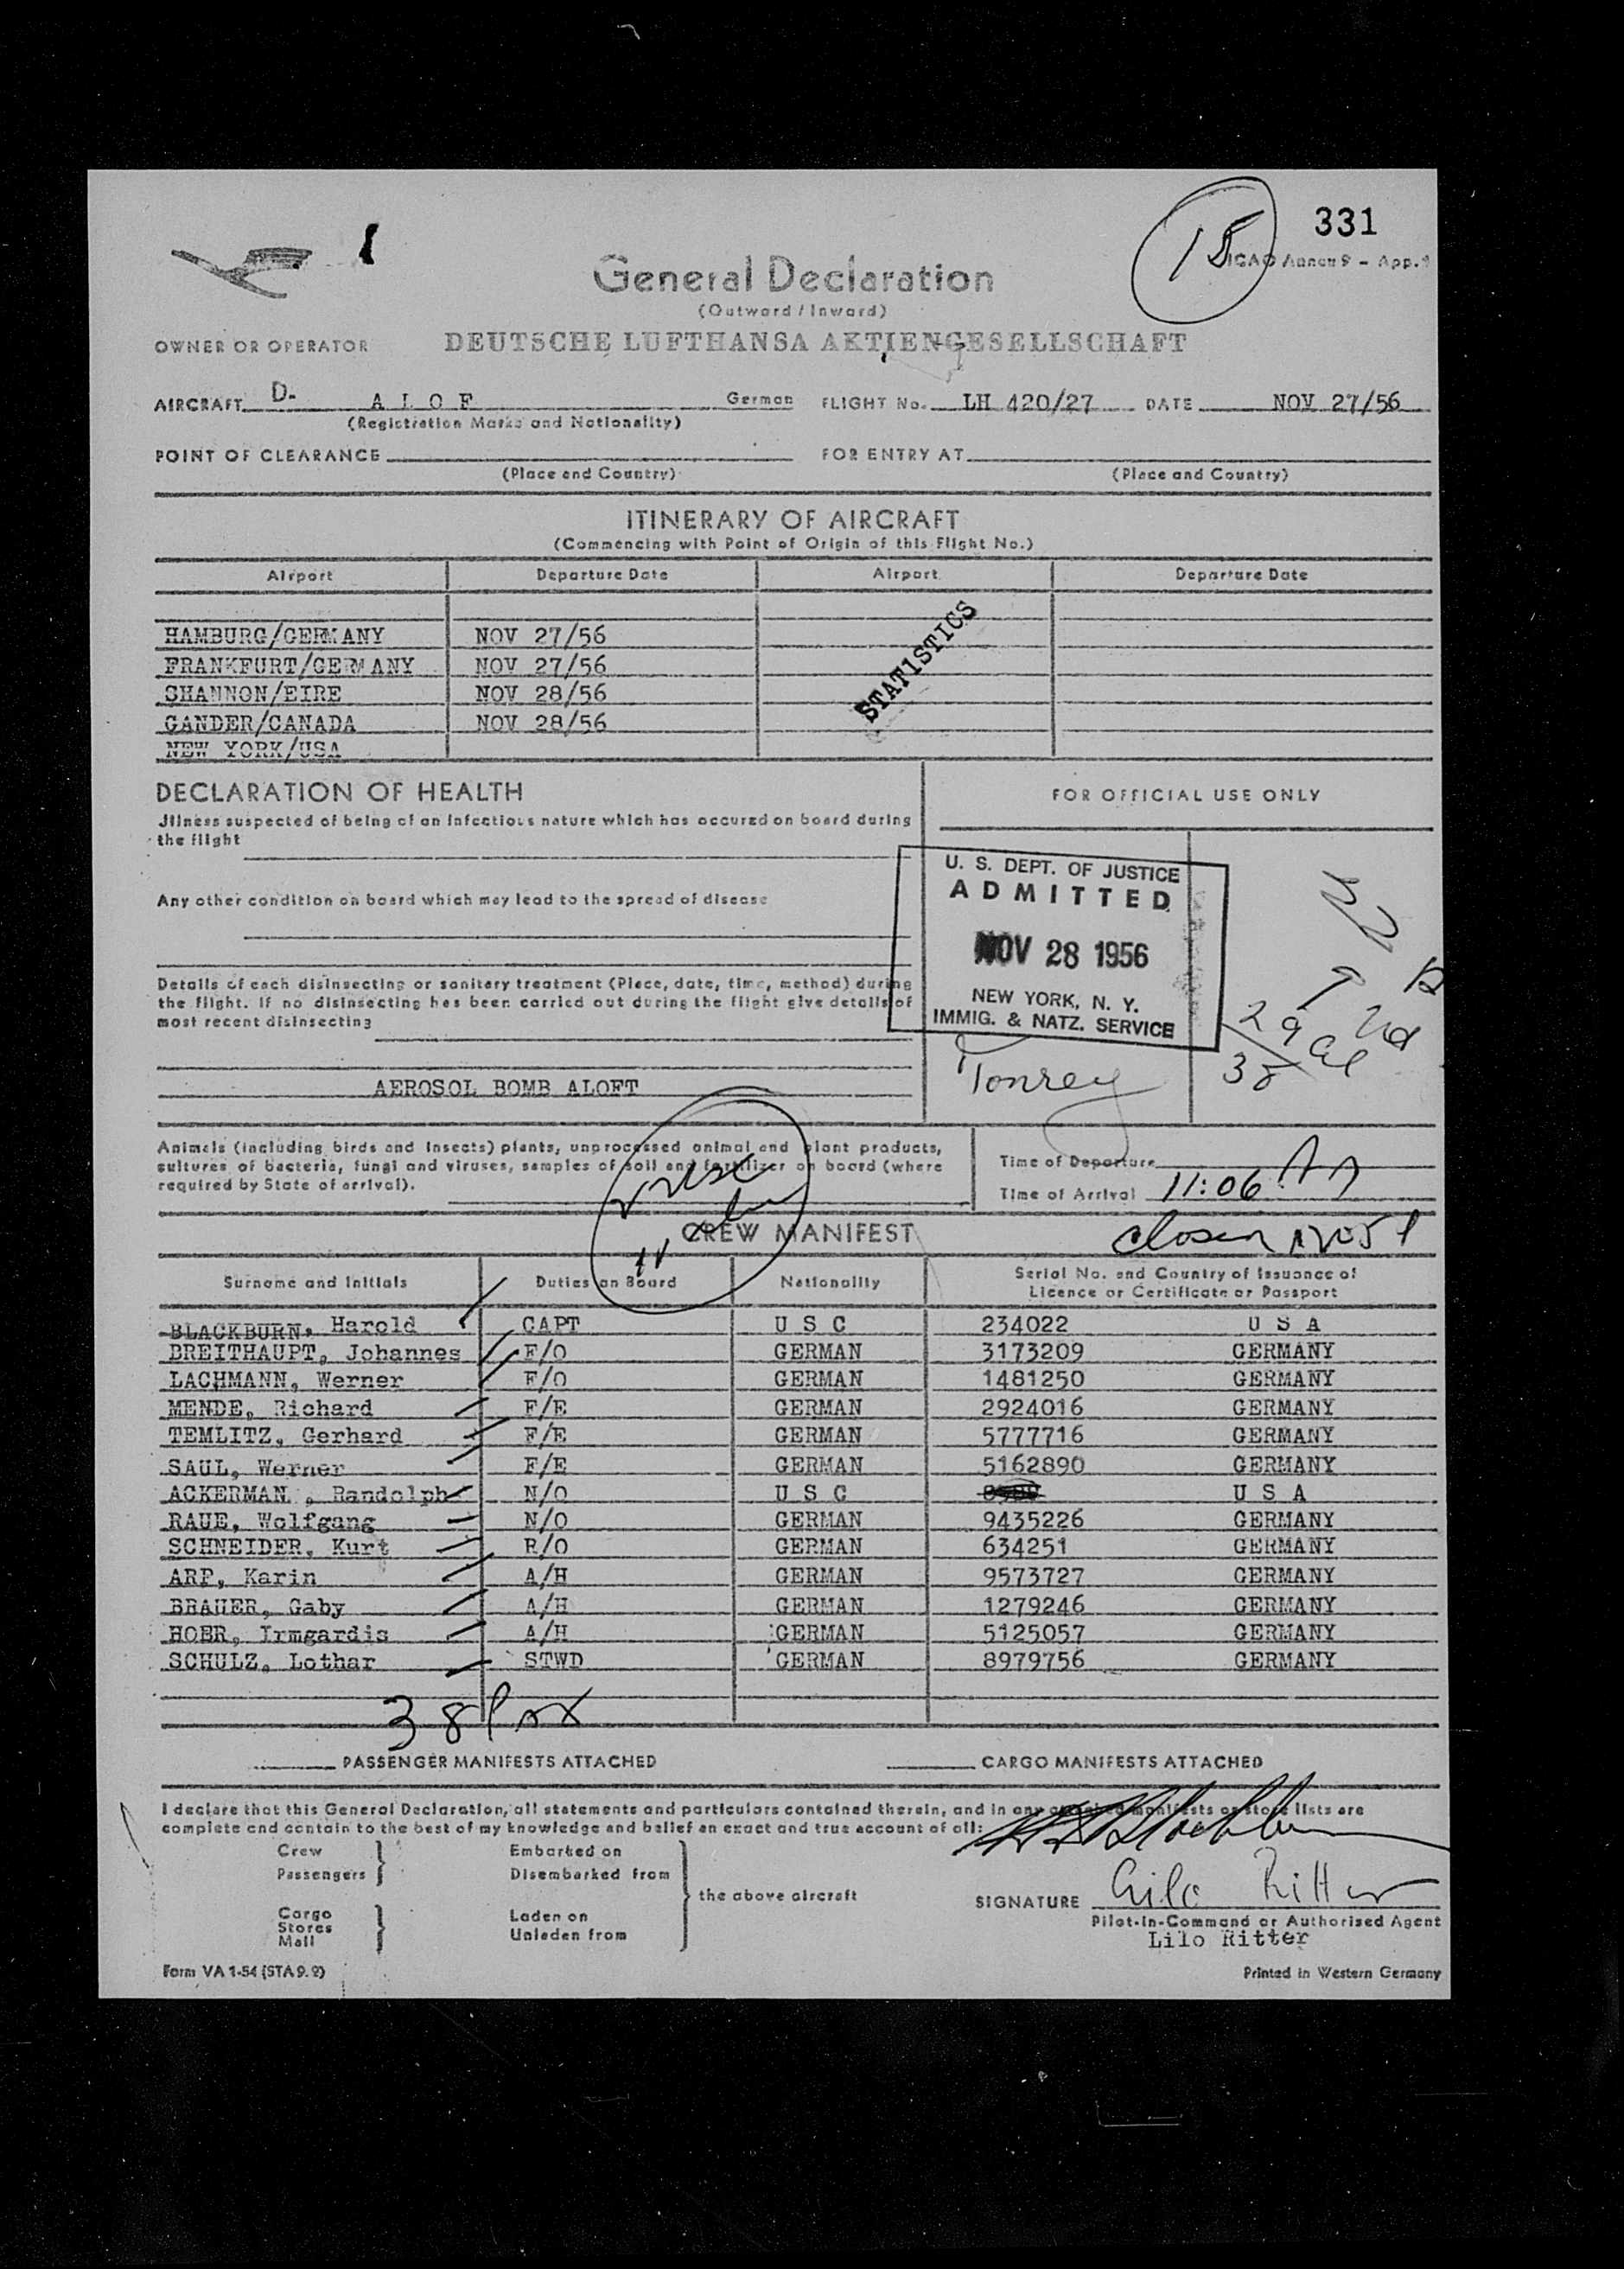 331
15
ICAO Annex 9 - App. 1
General Declaration
(Outward / Inward)
OWNER OR OPERATOR DEUTSCHE LUFTHANSA AKTIENGESELLSCHAFT
AIRCRAFT D- A L O F German FLIGHT No. LH 420/27 DATE NOV 27/56
(Registration Marks and Nationality)
POINT OF CLEARANCE FOR ENTRY AT
(Place and Country) (Place and Country)
ITINERARY OF AIRCRAFT
(Commencing with Point of Origin of this Flight No.)
Airport Departure Date Airport Departure Date
HAMBURG/GERMANY NOV 27/56
FRANKFURT/GERMANY NOV 27/56
SHANNON/EIRE NOV 28/56
GANDER/CANADA NOV 28/56
NEW YORK/USA
STATISTICS
DECLARATION OF HEALTH
Jllness suspected of being of an infectious nature which has occured on board during
the flight
Any other condition on board which may lead to the spread of disease
Details of each disinsecting or sanitary treatment (Place, date, time, method) during
the flight. If no disinsecting has been carried out during the flight give details of
most recent disinsecting
AEROSOL BOMB ALOFT
FOR OFFICIAL USE ONLY
U. S. DEPT. OF JUSTICE
ADMITTED
NOV 28 1956
NEW YORK, N. Y.
IMMIG. & NATZ. SERVICE
Tonrey
29
38
Animals (including birds and insects) plants, unprocessed animal and plant products,
cultures of bacteria, fungi and viruses, samples of soil and fertilizer on board (where
required by State of arrival).
Time of Departure
Time of Arrival 11:06
CREW MANIFEST
Surname and Initials Duties on Board Nationality Serial No. and Country of Issuance of
Licence or Certificate or Passport
BLACKBURN, Harold CAPT U S C 234022 U S A
BREITHAUPT, Johannes F/O GERMAN 3173209 GERMANY
LACHMANN, Werner F/O GERMAN 1481250 GERMANY
MENDE, Richard F/E GERMAN 2924016 GERMANY
TEMLITZ, Gerhard F/E GERMAN 5777716 GERMANY
SAUL, Werner F/E GERMAN 5162890 GERMANY
ACKERMAN , Randolph N/O U S C U S A
RAUE, Wolfgang N/O GERMAN 9435226 GERMANY
SCHNEIDER, Kurt R/O GERMAN 634251 GERMANY
ARP, Karin A/H GERMAN 9573727 GERMANY
BRAUER, Gaby A/H GERMAN 1279246 GERMANY
HOER, Irmgardis A/H GERMAN 5125057 GERMANY
SCHULZ, Lothar STWD GERMAN 8979756 GERMANY
38 Pax
PASSENGER MANIFESTS ATTACHED CARGO MANIFESTS ATTACHED
I declare that this General Declaration, all statements and particulars contained therein, and in any attached manifests or store lists are
complete and contain to the best of my knowledge and belief an exact and true account of all:
Crew Embarked on
Passengers Disembarked from
the above aircraft
Cargo Laden on
Stores
Mail Unladen from
SIGNATURE Lilo Ritter
Pilot-in-Command or Authorised Agent
Lilo Ritter
Form VA 1-54 (STA 9.2) Printed in Western Germany